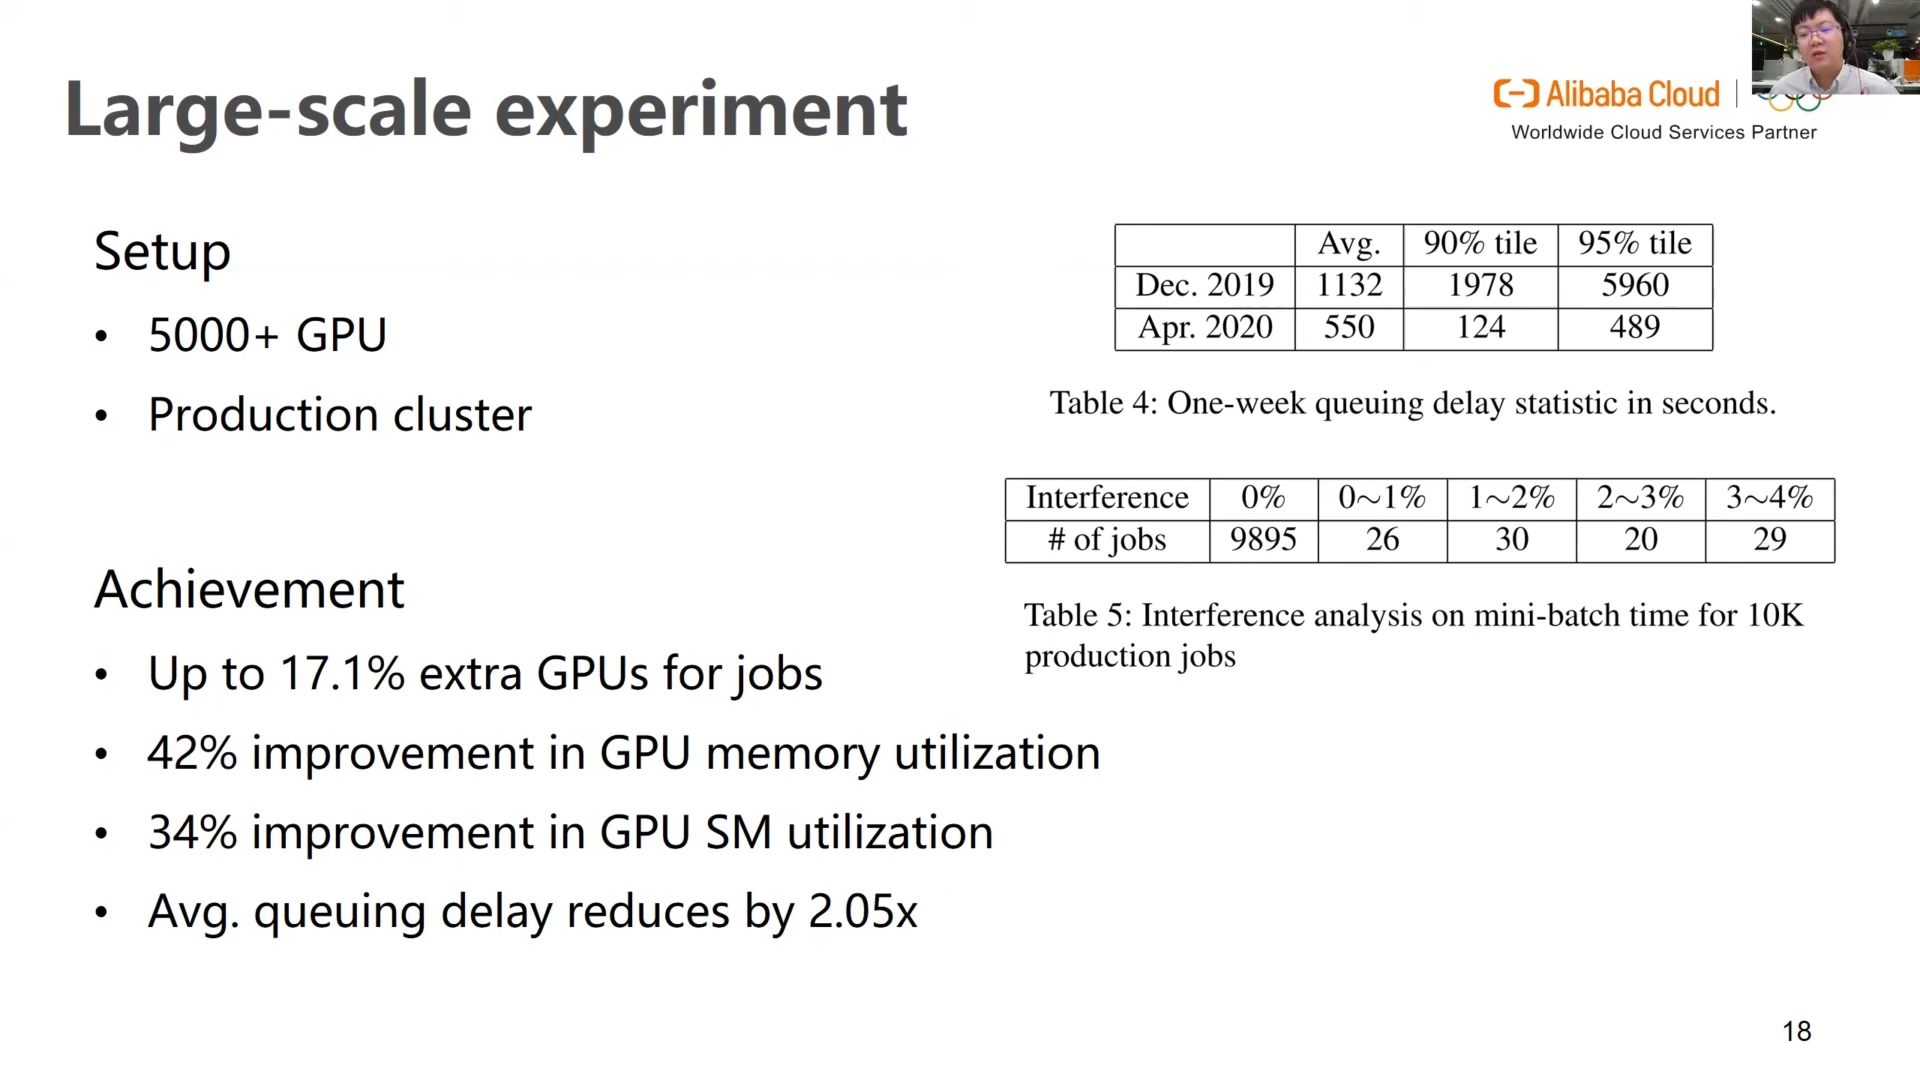 Large-scale experiment
Alibaba Cloud
Worldwide Cloud Services Partner
Setup
• 5000+ GPU
• Production cluster
Achievement
• Up to 17.1% extra GPUs for jobs
• 42% improvement in GPU memory utilization
• 34% improvement in GPU SM utilization
• Avg. queuing delay reduces by 2.05x
Avg. 90% tile 95% tile
Dec. 2019 1132 1978 5960
Apr. 2020 550 124 489
Table 4: One-week queuing delay statistic in seconds.
Interference 0% 0~1% 1~2% 2~3% 3~4%
# of jobs 9895 26 30 20 29
Table 5: Interference analysis on mini-batch time for 10K
production jobs
18